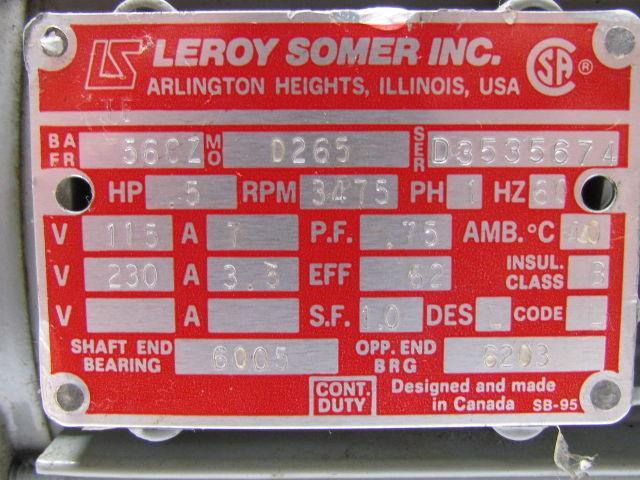 LS LEROY SOMER INC. SA ®
ARLINGTON HEIGHTS, ILLINOIS, USA
BA FR 56CZ MO D265 SER D3535674
HP .5 RPM 3475 PH 1 HZ 60
V 115 A 7 P.F. .75 AMB. °C 40
V 230 A 3.3 EFF 62 INSUL. CLASS B
V A S.F. 1.0 DES L CODE L
SHAFT END BEARING 6005 OPP. END BRG 6203
CONT. DUTY Designed and made in Canada SB-95